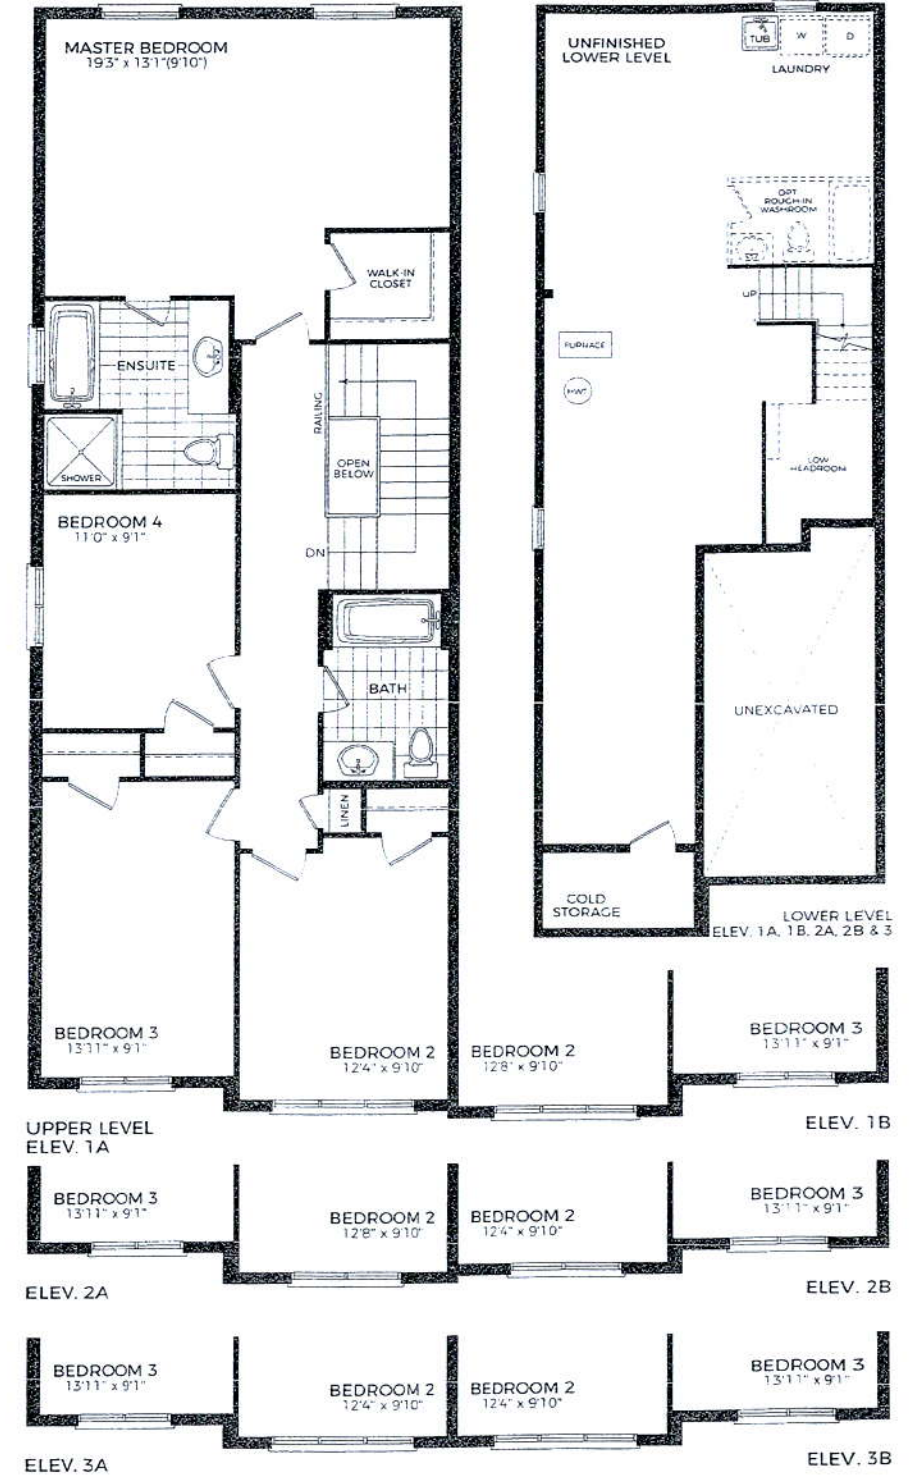 MASTER BEDROOM
19'3" x 13'1"(9'10")
WALK-IN
CLOSET
ENSUITE
SHOWER
RAILING
OPEN
BELOW
DN
BEDROOM 4
11'0" x 9'1"
BATH
LINEN
BEDROOM 3
13'11" x 9'1"
BEDROOM 2
12'4" x 9'10"
UPPER LEVEL
ELEV. 1A
UNFINISHED
LOWER LEVEL
TUB
W
D
LAUNDRY
OPT
ROUGH-IN
WASHROOM
UP
FURNACE
HWT
LOW
HEADROOM
UNEXCAVATED
COLD
STORAGE
LOWER LEVEL
ELEV. 1A, 1B, 2A, 2B & 3
BEDROOM 2
12'8" x 9'10"
BEDROOM 3
13'11" x 9'1"
ELEV. 1B
BEDROOM 3
13'11" x 9'1"
BEDROOM 2
12'8" x 9'10"
ELEV. 2A
BEDROOM 2
12'4" x 9'10"
BEDROOM 3
13'11" x 9'1"
ELEV. 2B
BEDROOM 3
13'11" x 9'1"
BEDROOM 2
12'4" x 9'10"
ELEV. 3A
BEDROOM 2
12'4" x 9'10"
BEDROOM 3
13'11" x 9'1"
ELEV. 3B